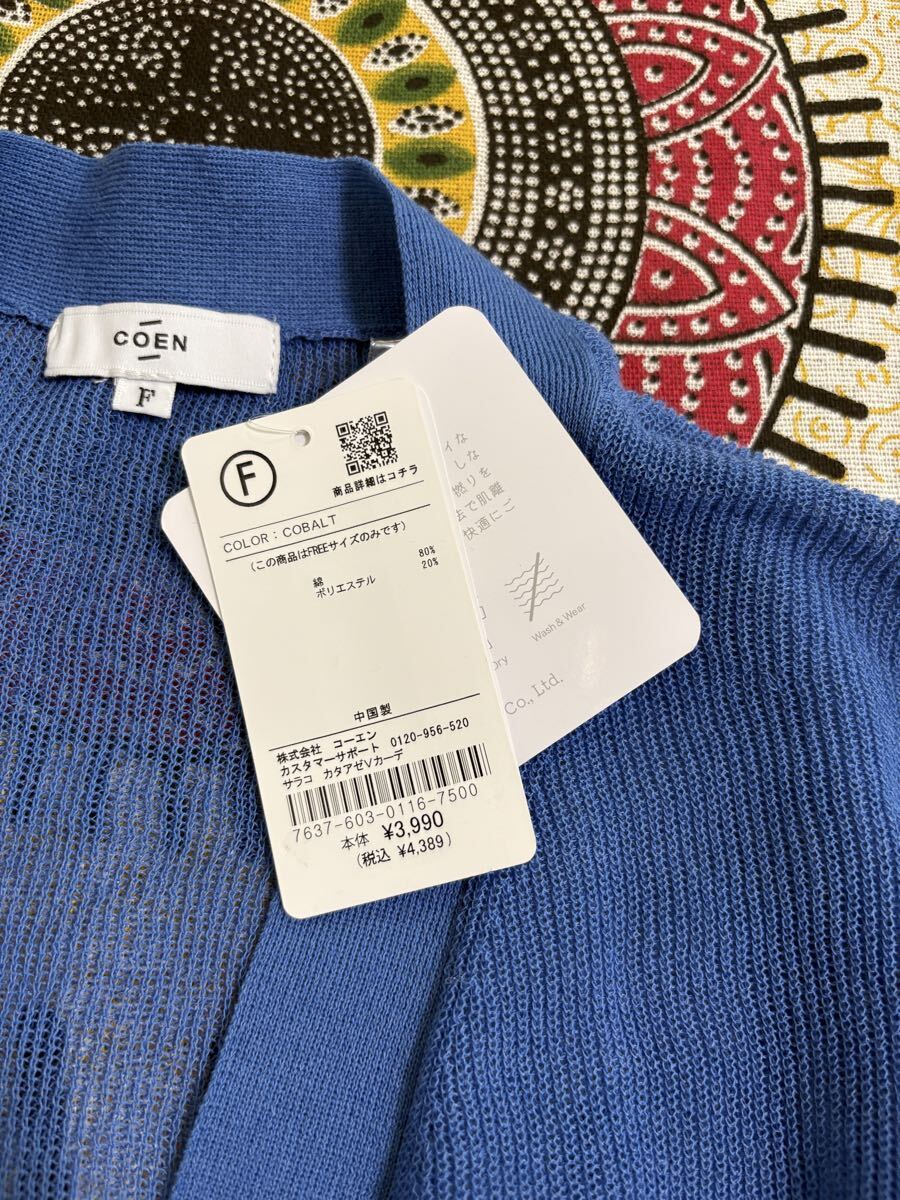 COEN
F
F
商品詳細はコチラ
COLOR：COBALT
(この商品はFREEサイズのみです)
綿 80%
ポリエステル 20%
中国製
株式会社 コーエン
カスタマーサポート 0120-956-520
サラコ カタアゼVカーデ
7637-603-0116-7500
本体 ¥3,990
(税込 ¥4,389)
な
しな
撚りを
法で肌離
快適にご
Wash & Wear
Co., Ltd.